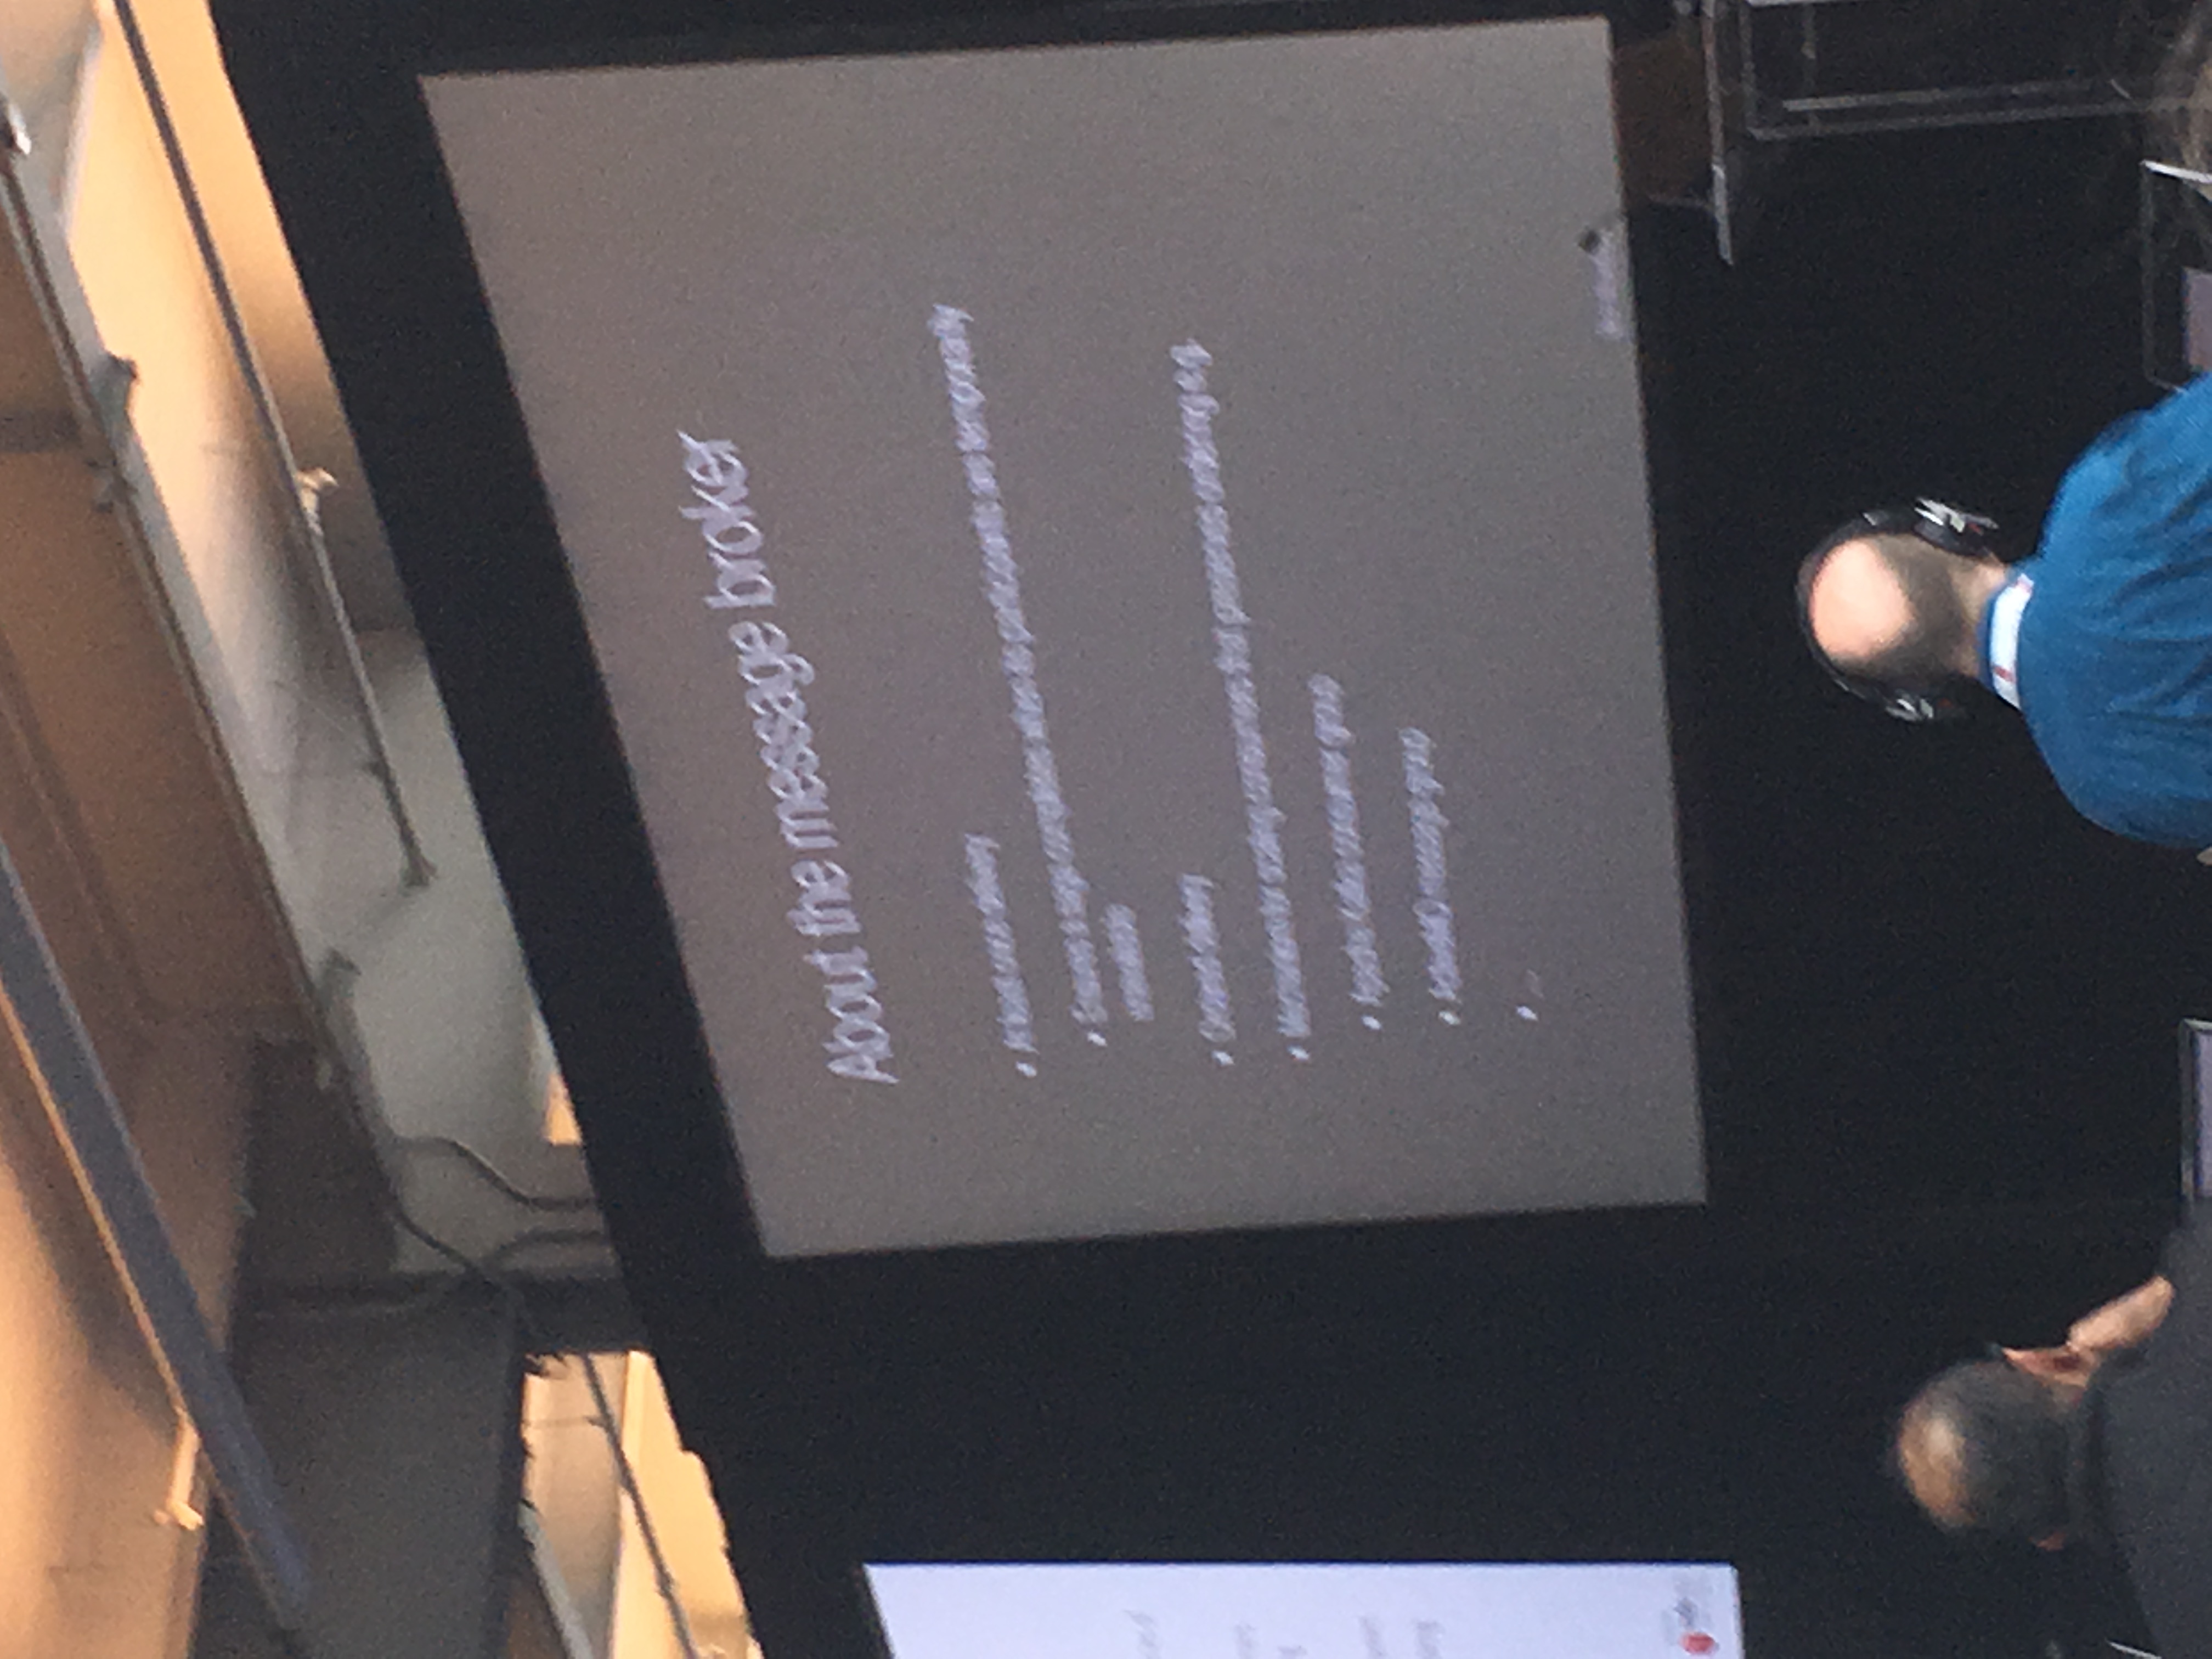 About the message broker
• At least once delivery
• Ensures a saga completes when its participants are temporarily
unavailable
• Ordered delivery
• Mechanism for scaling consumers that preserves ordering e.g.
• Apache Kafka consumer group
• ActiveMQ message group
• ...